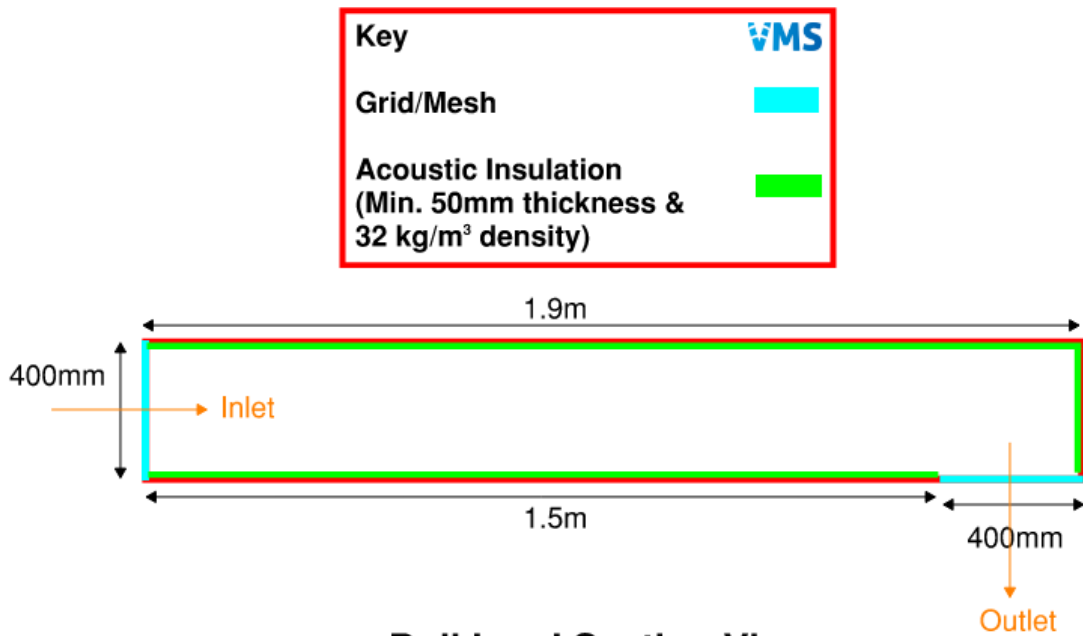 Key
VMS
Grid/Mesh
Acoustic Insulation
(Min. 50mm thickness &
32 kg/m³ density)
1.9m
400mm
Inlet
1.5m
400mm
Outlet